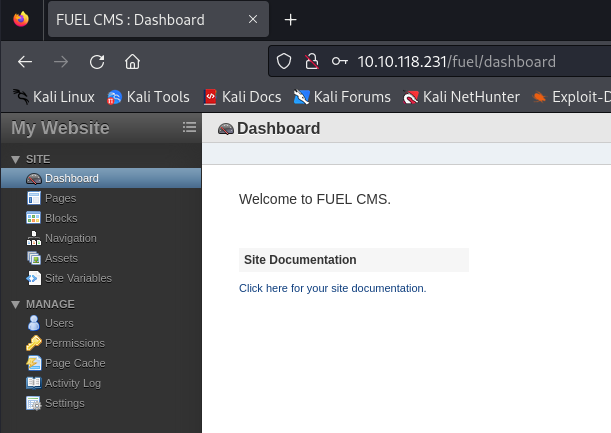 FUEL CMS : Dashboard
10.10.118.231/fuel/dashboard
Kali Linux Kali Tools Kali Docs Kali Forums Kali NetHunter Exploit-D
My Website
Dashboard
SITE
Dashboard
Pages
Blocks
Navigation
Assets
Site Variables
MANAGE
Users
Permissions
Page Cache
Activity Log
Settings
Welcome to FUEL CMS.
Site Documentation
Click here for your site documentation.